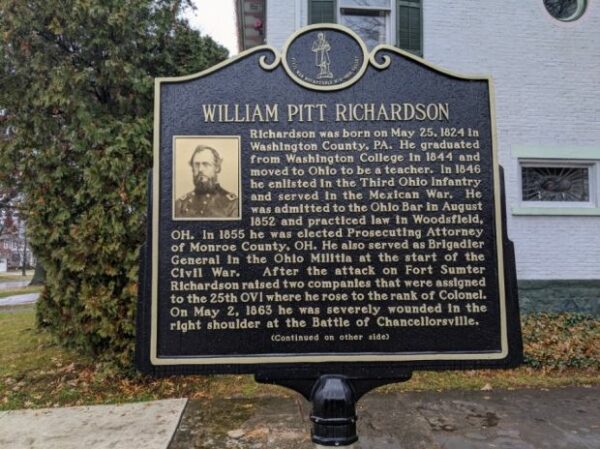 WILLIAM PITT RICHARDSON
Richardson was born on May 25, 1824 in
Washington County, PA. He graduated
from Washington College in 1844 and
moved to Ohio to be a teacher. In 1846
he enlisted in the Third Ohio Infantry
and served in the Mexican War. He
was admitted to the Ohio Bar in August
1852 and practiced law in Woodsfield,
OH. In 1855 he was elected Prosecuting Attorney
of Monroe County, OH. He also served as Brigadier
General in the Ohio Militia at the start of the
Civil War. After the attack on Fort Sumter
Richardson raised two companies that were assigned
to the 25th OVI where he rose to the rank of Colonel.
On May 2, 1863 he was severely wounded in the
right shoulder at the Battle of Chancellorsville.
(Continued on other side)